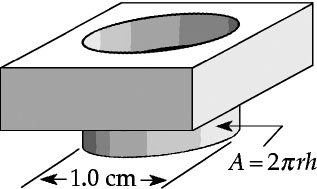 A = 2πrh
1.0 cm